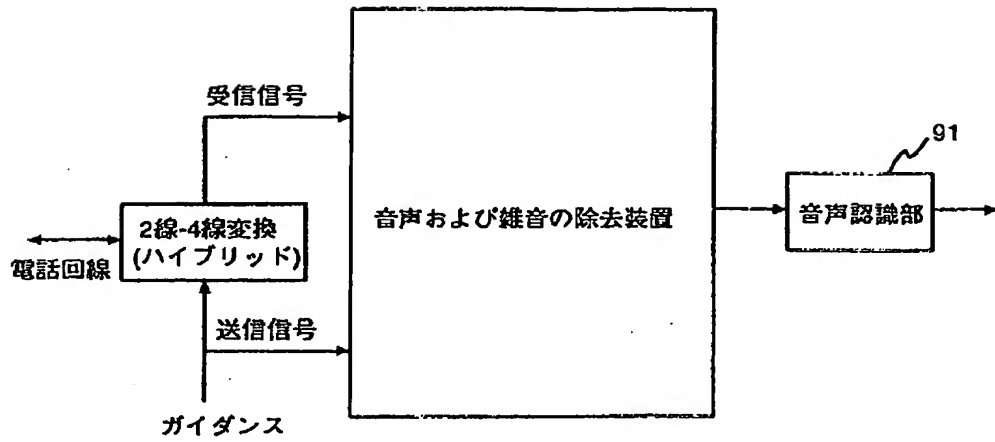 受信信号
91
2線-4線変換
(ハイブリッド)
音声および雑音の除去装置
音声認識部
電話回線
送信信号
ガイダンス